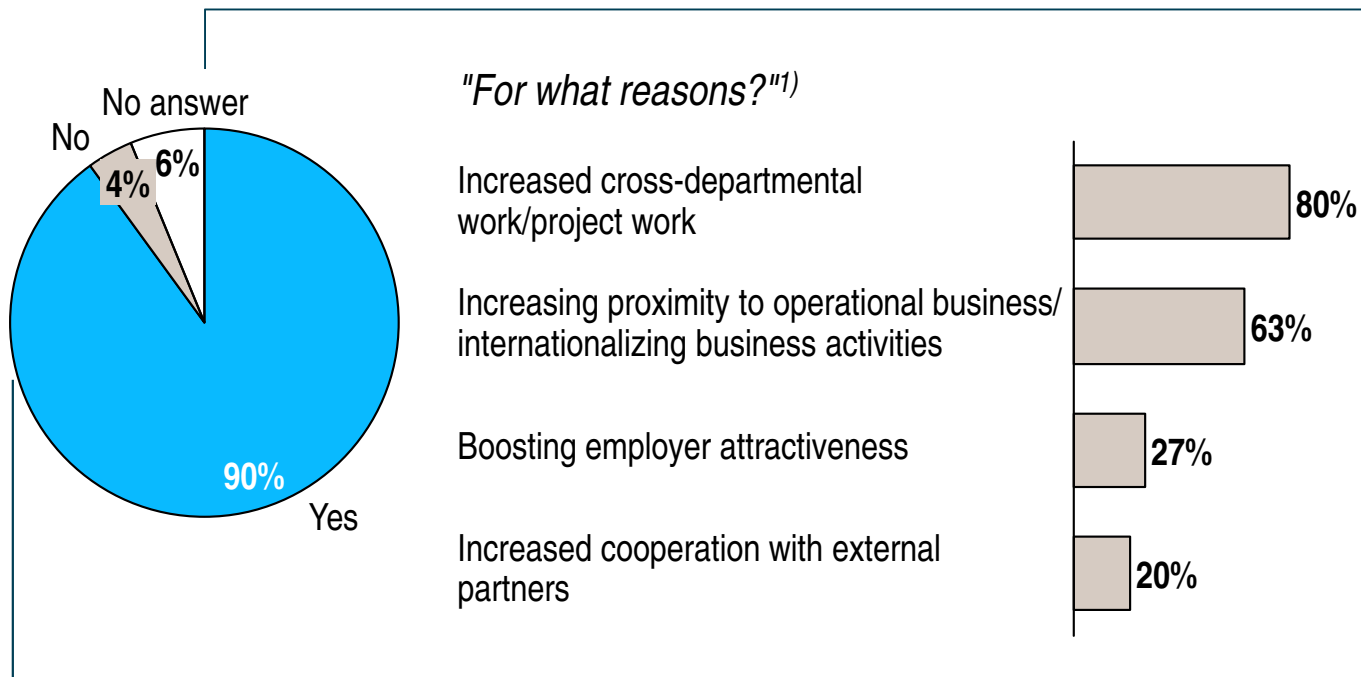 No answer
No
6%
4%
90%
Yes
"For what reasons?"1)
Increased cross-departmental
work/project work
80%
Increasing proximity to operational business/
internationalizing business activities
63%
Boosting employer attractiveness
27%
Increased cooperation with external
partners
20%